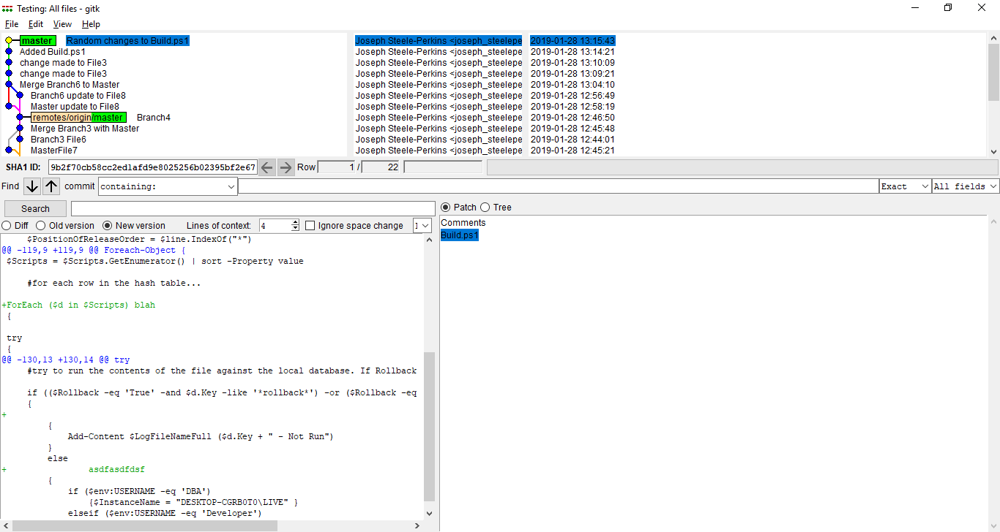 Testing: All files - gitk
File Edit View Help
master Random changes to Build.ps1 Joseph Steele-Perkins <joseph_steelepe 2019-01-28 13:15:43
Added Build.ps1 Joseph Steele-Perkins <joseph_steelepe 2019-01-28 13:14:21
change made to File3 Joseph Steele-Perkins <joseph_steelepe 2019-01-28 13:10:09
change made to File3 Joseph Steele-Perkins <joseph_steelepe 2019-01-28 13:09:21
Merge Branch6 to Master Joseph Steele-Perkins <joseph_steelepe 2019-01-28 13:04:10
Branch6 update to File8 Joseph Steele-Perkins <joseph_steelepe 2019-01-28 12:56:49
Master update to File8 Joseph Steele-Perkins <joseph_steelepe 2019-01-28 12:58:19
remotes/origin/master Branch4 Joseph Steele-Perkins <joseph_steelepe 2019-01-28 12:46:50
Merge Branch3 with Master Joseph Steele-Perkins <joseph_steelepe 2019-01-28 12:45:48
Branch3 File6 Joseph Steele-Perkins <joseph_steelepe 2019-01-28 12:44:01
MasterFile7 Joseph Steele-Perkins <joseph_steelepe 2019-01-28 12:45:21
SHA1 ID: 9b2f70cb58cc2ed1afd9e8025256b02395bf2e67 Row 1 / 22
Find commit containing: Exact All fields
Search
Patch Tree
Diff Old version New version Lines of context: 4 Ignore space change
Comments
Build.ps1
$PositionOfReleaseOrder = $line.IndexOf("*")
@@ -119,9 +119,9 @@ Foreach-Object {
$Scripts = $Scripts.GetEnumerator() | sort -Property value
#for each row in the hash table...
+ForEach ($d in $Scripts) blah
{
try
{
@@ -130,13 +130,14 @@ try
#try to run the contents of the file against the local database. If Rollback
if (($Rollback -eq 'True' -and $d.Key -like '*rollback*') -or ($Rollback -eq
{
+
{
Add-Content $LogFileNameFull ($d.Key + " - Not Run")
}
else
+ asdfasdfdsf
{
if ($env:USERNAME -eq 'DBA')
{$InstanceName = "DESKTOP-CGRB0T0\LIVE" }
elseif ($env:USERNAME -eq 'Developer')